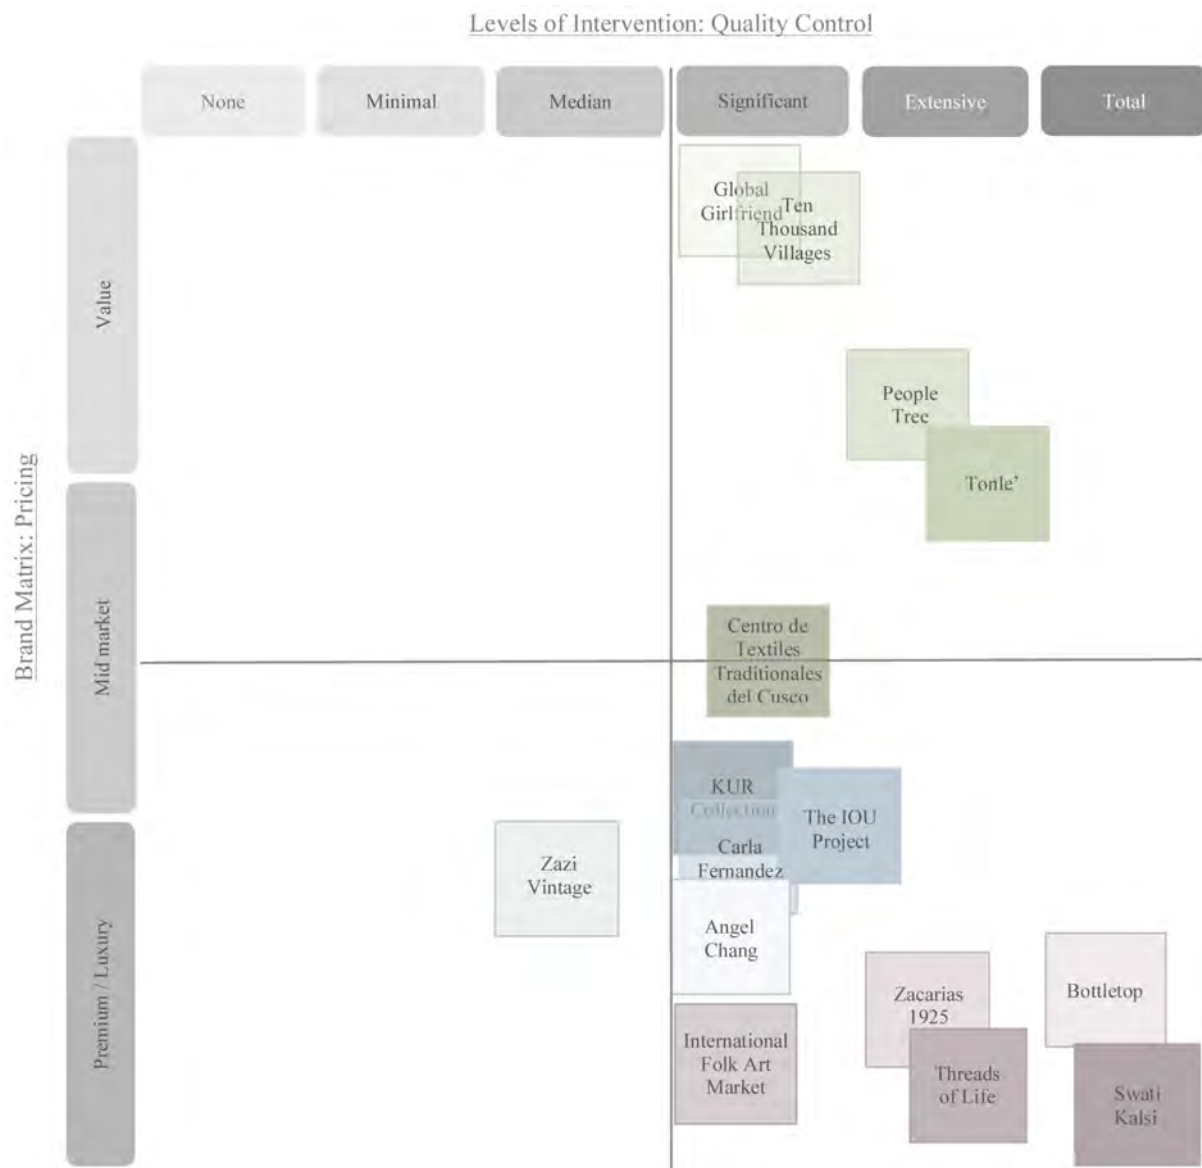 Levels of Intervention: Quality Control
None
Minimal
Median
Significant
Extensive
Total
Brand Matrix: Pricing
Value
Mid market
Premium / Luxury
Global
Girlfriend
Ten
Thousand
Villages
People
Tree
Tonle'
Centro de
Textiles
Traditionales
del Cusco
KUR
Collection
The IOU
Project
Carla
Fernandez
Zazi
Vintage
Angel
Chang
International
Folk Art
Market
Zacarias
1925
Threads
of Life
Bottletop
Swati
Kalsi